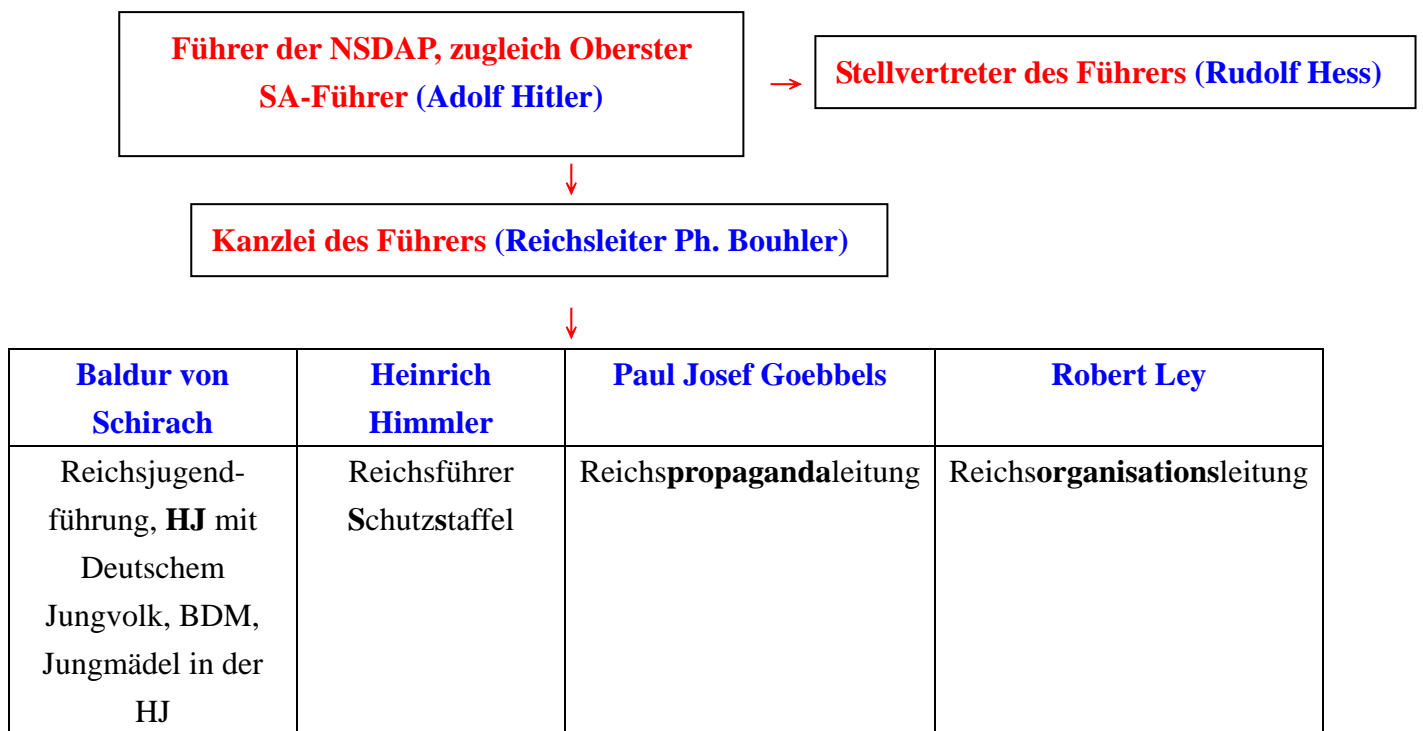 Führer der NSDAP, zugleich Oberster
SA-Führer (Adolf Hitler)
Stellvertreter des Führers (Rudolf Hess)
Kanzlei des Führers (Reichsleiter Ph. Bouhler)
Baldur von
Schirach
Heinrich
Himmler
Paul Josef Goebbels
Robert Ley
Reichsjugend-
führung, HJ mit
Deutschem
Jungvolk, BDM,
Jungmädel in der
HJ
Reichsführer
Schutzstaffel
Reichspropagandaleitung
Reichsorganisationsleitung